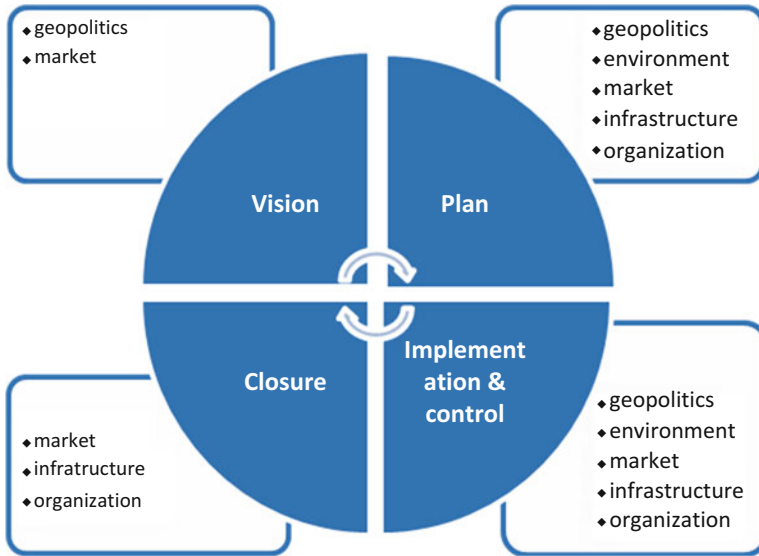 ◆ geopolitics
◆ market
◆ geopolitics
◆ environment
◆ market
◆ infrastructure
◆ organization
Vision
Plan
Closure
Implement
ation &
control
◆ market
◆ infratructure
◆ organization
◆ geopolitics
◆ environment
◆ market
◆ infrastructure
◆ organization